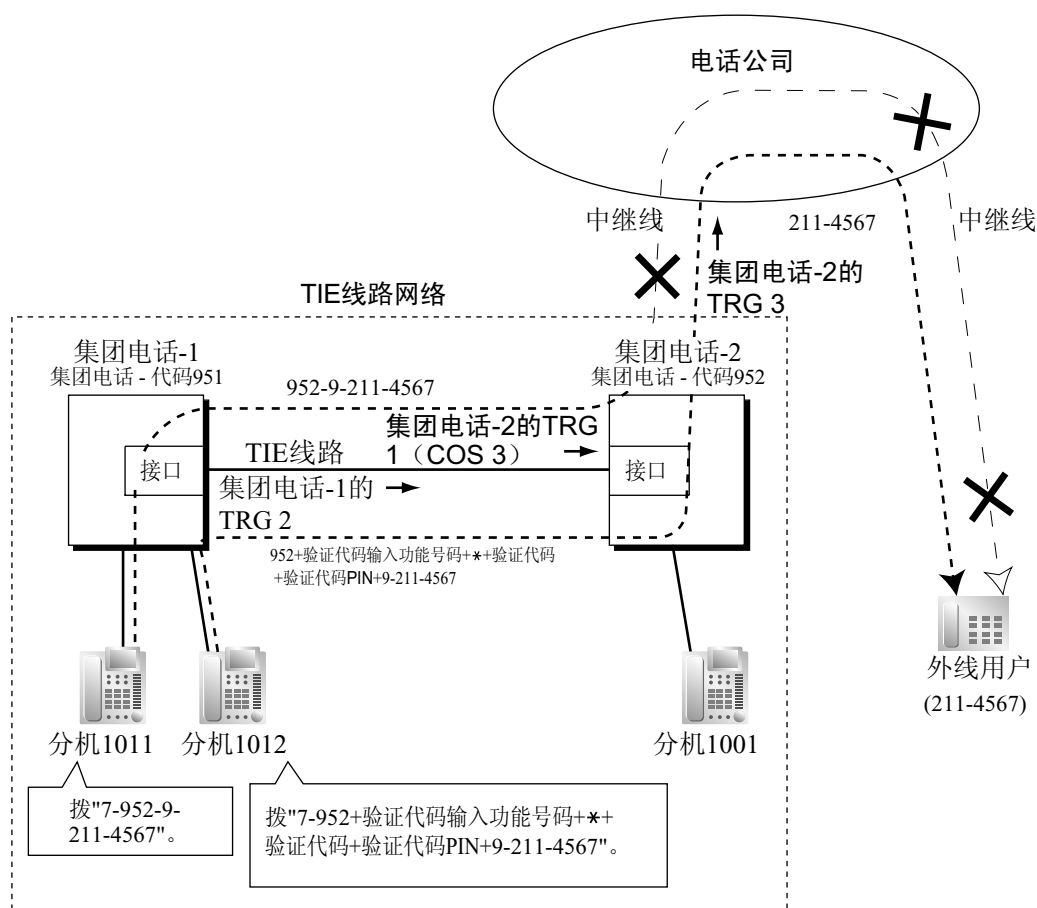 电话公司
中继线
211-4567
中继线
集团电话-2的
TRG 3
TIE线路网络
集团电话-1
集团电话 - 代码951
集团电话-2
集团电话 - 代码952
952-9-211-4567
集团电话-2的TRG
1（COS 3）
接口
TIE线路
接口
集团电话-1的
TRG 2
952+验证代码输入功能号码+*+验证代码
+验证代码PIN+9-211-4567
外线用户
(211-4567)
分机1011
分机1012
分机1001
拨"7-952-9-
211-4567"。
拨"7-952+验证代码输入功能号码+*+
验证代码+验证代码PIN+9-211-4567"。